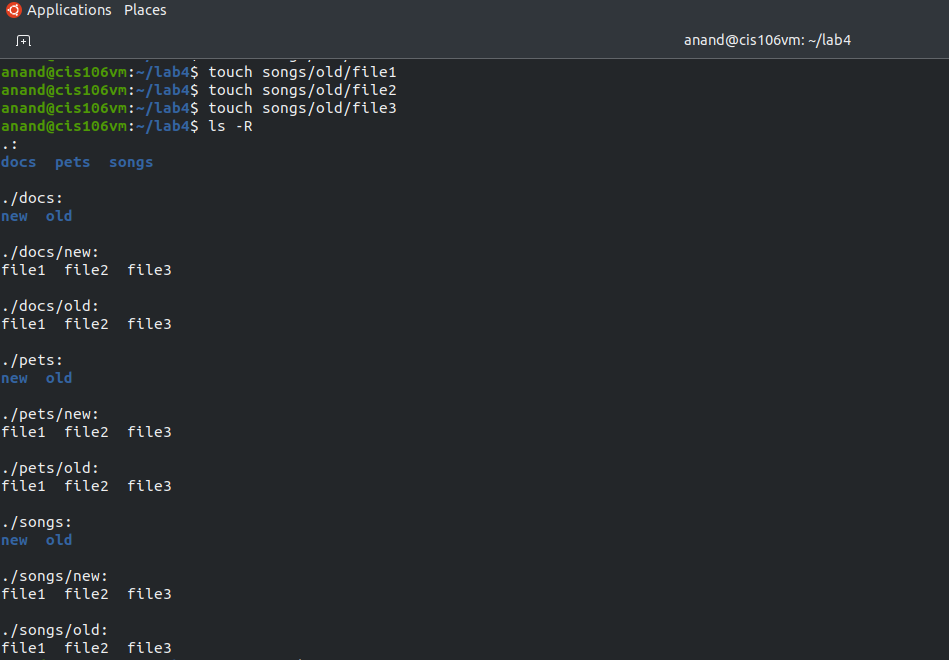 Applications Places
anand@cis106vm: ~/lab4
anand@cis106vm:~/lab4$ touch songs/old/file1
anand@cis106vm:~/lab4$ touch songs/old/file2
anand@cis106vm:~/lab4$ touch songs/old/file3
anand@cis106vm:~/lab4$ ls -R
.:
docs  pets  songs

./docs:
new  old

./docs/new:
file1  file2  file3

./docs/old:
file1  file2  file3

./pets:
new  old

./pets/new:
file1  file2  file3

./pets/old:
file1  file2  file3

./songs:
new  old

./songs/new:
file1  file2  file3

./songs/old:
file1  file2  file3